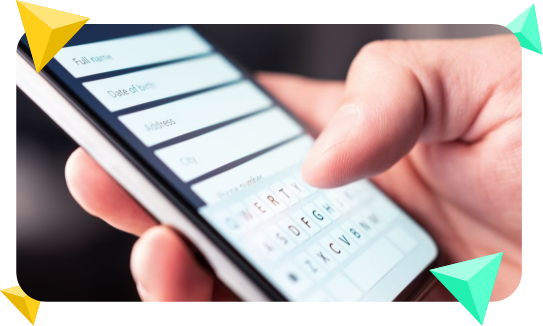 Full name
Date of birth
Address
City
Phone number
Q W E R T Y
A S D F G H
Z X C V B N M